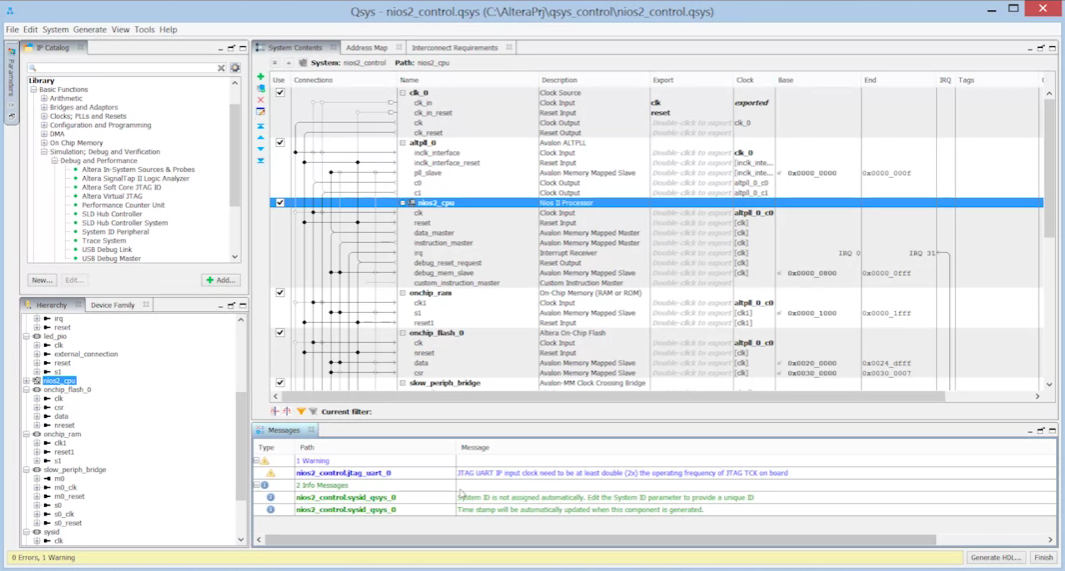 Qsys - nios2_control.qsys (C:\AlteraPrj\qsys_control\nios2_control.qsys)
File Edit System Generate View Tools Help
Parameters
IP Catalog
Library
Basic Functions
Arithmetic
Bridges and Adaptors
Clocks; PLLs and Resets
Configuration and Programming
DMA
On Chip Memory
Simulation; Debug and Verification
Debug and Performance
Altera In-System Sources & Probes
Altera SignalTap II Logic Analyzer
Altera Soft Core JTAG IO
Altera Virtual JTAG
Performance Counter Unit
SLD Hub Controller
SLD Hub Controller System
System ID Peripheral
Trace System
USB Debug Link
USB Debug Master
New... Edit... Add...
Hierarchy Device Family
irq
reset
led_pio
clk
external_connection
reset
s1
nios2_cpu
onchip_flash_0
clk
csr
data
nreset
onchip_ram
clk1
reset1
s1
slow_periph_bridge
m0
m0_clk
m0_reset
s0
s0_clk
s0_reset
sysid
clk
System Contents Address Map Interconnect Requirements
System: nios2_control Path: nios2_cpu
Use Connections Name Description Export Clock Base End IRQ Tags
clk_0 Clock Source
clk_in Clock Input clk exported
clk_in_reset Reset Input reset
clk Clock Output Double-click to export clk_0
clk_reset Reset Output Double-click to export
altpll_0 Avalon ALTPLL
inclk_interface Clock Input Double-click to export clk_0
inclk_interface_reset Reset Input Double-click to export [inclk_inte...
pll_slave Avalon Memory Mapped Slave Double-click to export [inclk_inte... 0x0000_0000 0x0000_000f
c0 Clock Output Double-click to export altpll_0_c0
c1 Clock Output Double-click to export altpll_0_c1
nios2_cpu Nios II Processor
clk Clock Input Double-click to export altpll_0_c0
reset Reset Input Double-click to export [clk]
data_master Avalon Memory Mapped Master Double-click to export [clk]
instruction_master Avalon Memory Mapped Master Double-click to export [clk]
irq Interrupt Receiver Double-click to export [clk] IRQ 0 IRQ 31
debug_reset_request Reset Output Double-click to export [clk]
debug_mem_slave Avalon Memory Mapped Slave Double-click to export [clk] 0x0000_0800 0x0000_0fff
custom_instruction_master Custom Instruction Master Double-click to export
onchip_ram On-Chip Memory (RAM or ROM)
clk1 Clock Input Double-click to export altpll_0_c0
s1 Avalon Memory Mapped Slave Double-click to export [clk1] 0x0000_1000 0x0000_1fff
reset1 Reset Input Double-click to export [clk1]
onchip_flash_0 Altera On-Chip Flash
clk Clock Input Double-click to export altpll_0_c0
nreset Reset Input Double-click to export [clk]
data Avalon Memory Mapped Slave Double-click to export [clk] 0x0020_0000 0x0024_dfff
csr Avalon Memory Mapped Slave Double-click to export [clk] 0x0030_0000 0x0030_0007
slow_periph_bridge Avalon-MM Clock Crossing Bridge
Current filter:
Messages
Type Path Message
1 Warning
nios2_control.jtag_uart_0 JTAG UART IP input clock need to be at least double (2x) the operating frequency of JTAG TCK on board
2 Info Messages
nios2_control.sysid_qsys_0 System ID is not assigned automatically. Edit the System ID parameter to provide a unique ID
nios2_control.sysid_qsys_0 Time stamp will be automatically updated when this component is generated.
0 Errors, 1 Warning
Generate HDL... Finish